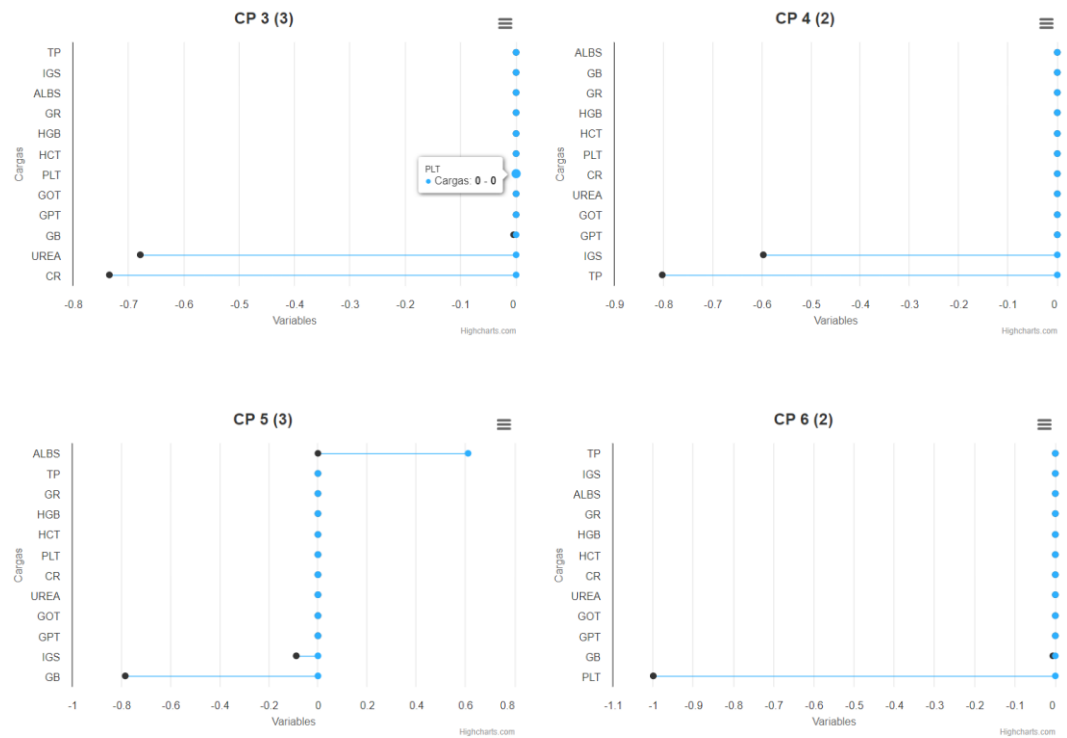 CP 3 (3)
TP
IGS
ALBS
GR
HGB
HCT
PLT
GOT
GPT
GB
UREA
CR
Cargas
PLT
● Cargas: 0 - 0
-0.8 -0.7 -0.6 -0.5 -0.4 -0.3 -0.2 -0.1 0
Variables
Highcharts.com
CP 4 (2)
ALBS
GB
GR
HGB
HCT
PLT
CR
UREA
GOT
GPT
IGS
TP
Cargas
-0.9 -0.8 -0.7 -0.6 -0.5 -0.4 -0.3 -0.2 -0.1 0
Variables
Highcharts.com
CP 5 (3)
ALBS
TP
GR
HGB
HCT
PLT
CR
UREA
GOT
GPT
IGS
GB
Cargas
-1 -0.8 -0.6 -0.4 -0.2 0 0.2 0.4 0.6 0.8
Variables
Highcharts.com
CP 6 (2)
TP
IGS
ALBS
GR
HGB
HCT
CR
UREA
GOT
GPT
GB
PLT
Cargas
-1.1 -1 -0.9 -0.8 -0.7 -0.6 -0.5 -0.4 -0.3 -0.2 -0.1 0
Variables
Highcharts.com